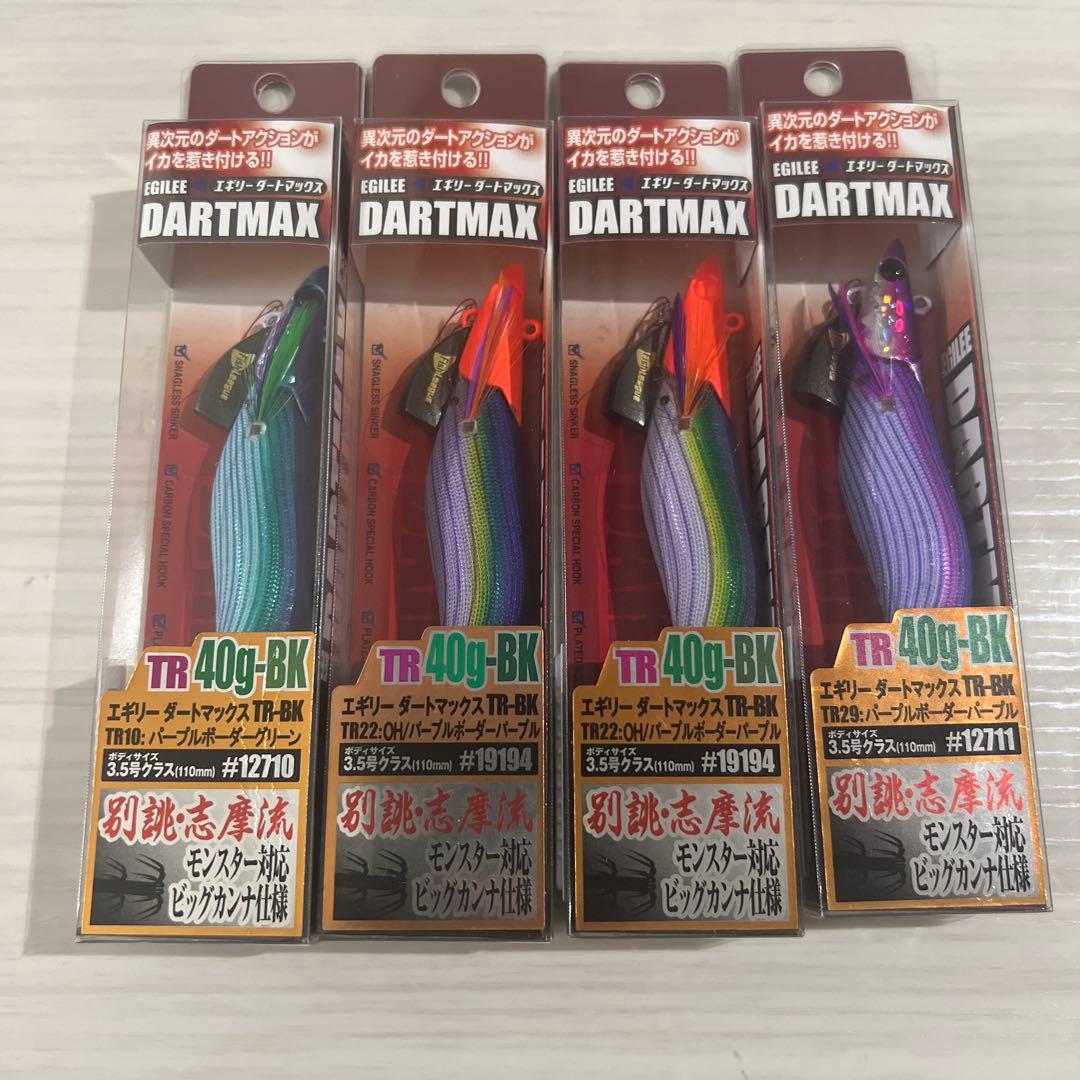 異次元のダートアクションが
イカを惹き付ける!!
EGILEE エギリーダートマックス
DARTMAX
FishLeague
SNAGLESS SINKER
CARBON SPECIAL HOOK
PLATED
TR 40g-BK
エギリー ダートマックス TR-BK
TR10:パープルボーダーグリーン
ボディサイズ
3.5号クラス(110mm) #12710
別誂・志摩流
モンスター対応
ビッグカンナ仕様
異次元のダートアクションが
イカを惹き付ける!!
EGILEE エギリーダートマックス
DARTMAX
FishLeague
SNAGLESS SINKER
CARBON SPECIAL HOOK
PLATED
TR 40g-BK
エギリー ダートマックス TR-BK
TR22:OH/パープルボーダーパープル
ボディサイズ
3.5号クラス(110mm) #19194
別誂・志摩流
モンスター対応
ビッグカンナ仕様
異次元のダートアクションが
イカを惹き付ける!!
EGILEE エギリーダートマックス
DARTMAX
FishLeague
SNAGLESS SINKER
CARBON SPECIAL HOOK
PLATED
TR 40g-BK
エギリー ダートマックス TR-BK
TR22:OH/パープルボーダーパープル
ボディサイズ
3.5号クラス(110mm) #19194
別誂・志摩流
モンスター対応
ビッグカンナ仕様
異次元のダートアクションが
イカを惹き付ける!!
EGILEE エギリーダートマックス
DARTMAX
EGILEE
TR 40g-BK
エギリー ダートマックス TR-BK
TR29:パープルボーダーパープル
ボディサイズ
3.5号クラス(110mm) #12711
別誂・志摩流
モンスター対応
ビッグカンナ仕様